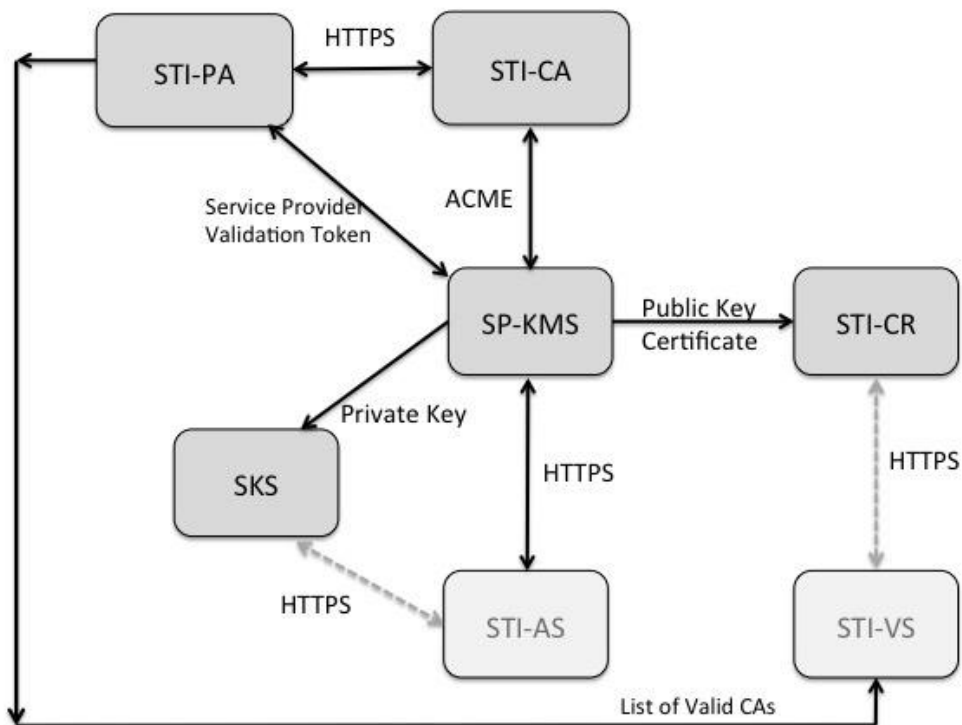 HTTPS
STI-PA
STI-CA
Service Provider
Validation Token
ACME
SP-KMS
Public Key
Certificate
STI-CR
Private Key
SKS
HTTPS
HTTPS
HTTPS
STI-AS
STI-VS
List of Valid CAs